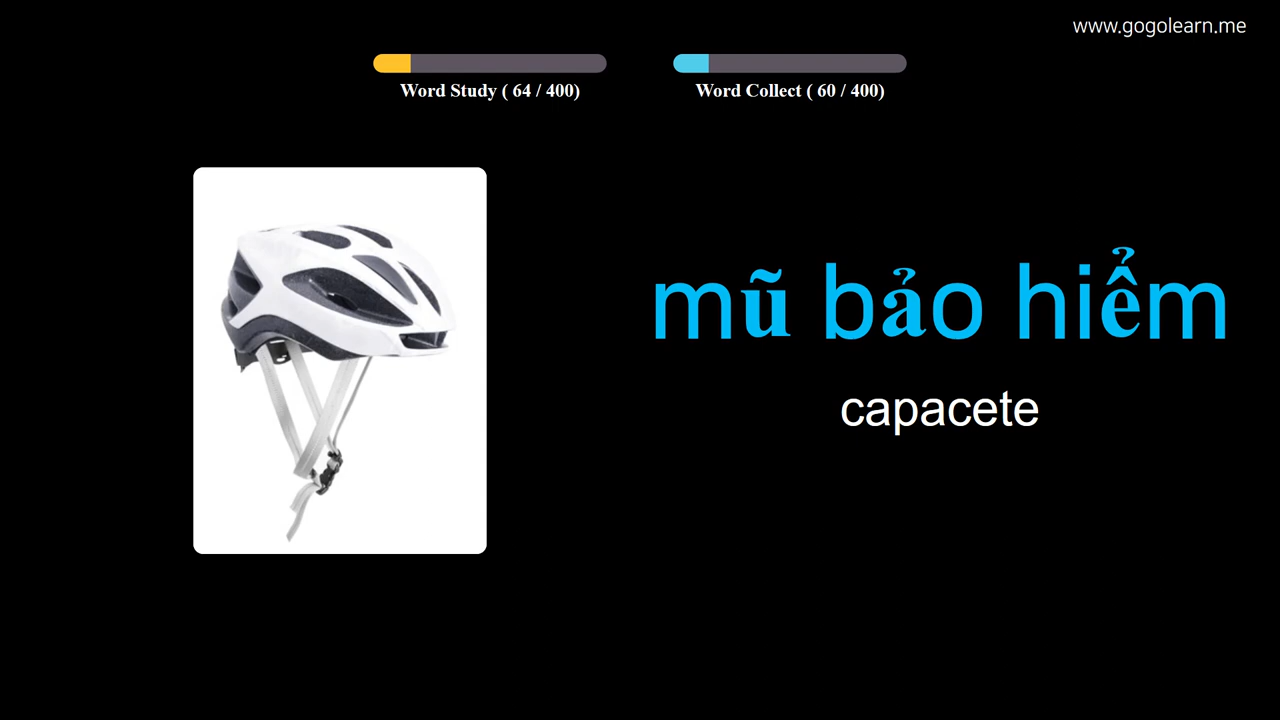 www.gogolearn.me
Word Study ( 64 / 400)
Word Collect ( 60 / 400)
mũ bảo hiểm
capacete